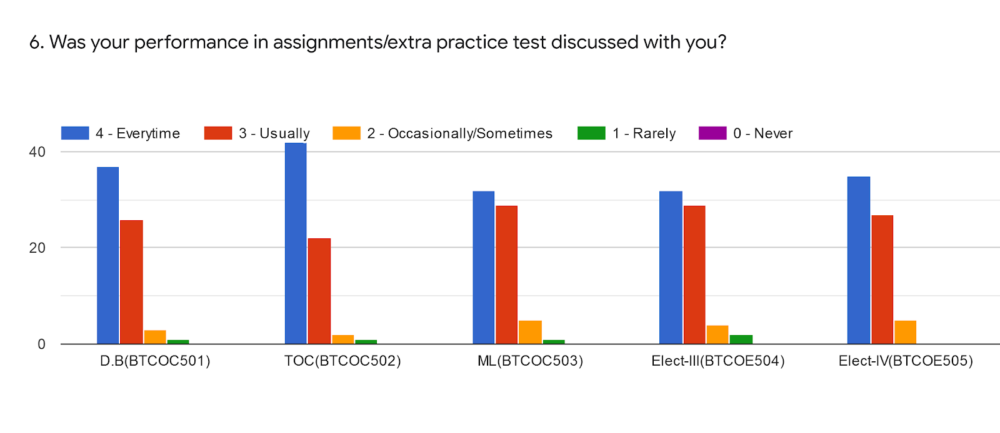 6. Was your performance in assignments/extra practice test discussed with you?
4 - Everytime 3 - Usually 2 - Occasionally/Sometimes 1 - Rarely 0 - Never
40
20
0
D.B(BTCOC501) TOC(BTCOC502) ML(BTCOC503) Elect-III(BTCOE504) Elect-IV(BTCOE505)